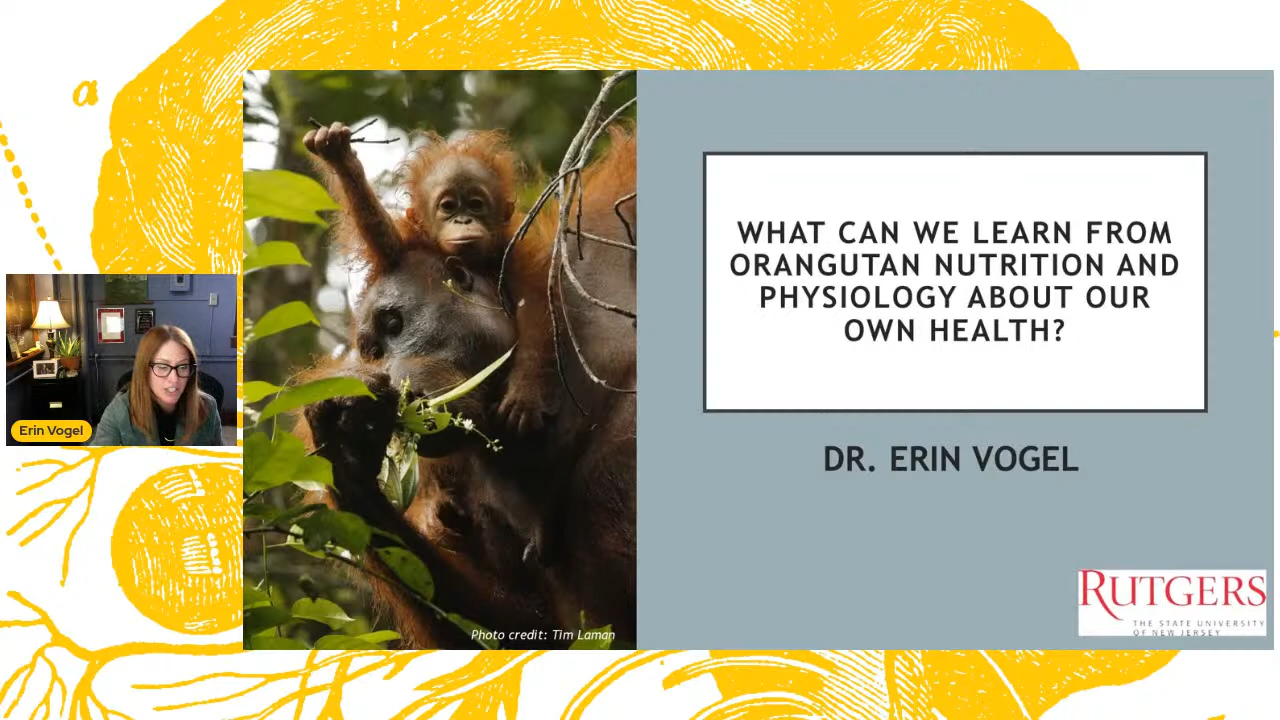 a
WHAT CAN WE LEARN FROM
ORANGUTAN NUTRITION AND
PHYSIOLOGY ABOUT OUR
OWN HEALTH?
Erin Vogel
DR. ERIN VOGEL
RUTGERS
THE STATE UNIVERSITY
OF NEW JERSEY
Photo credit: Tim Laman